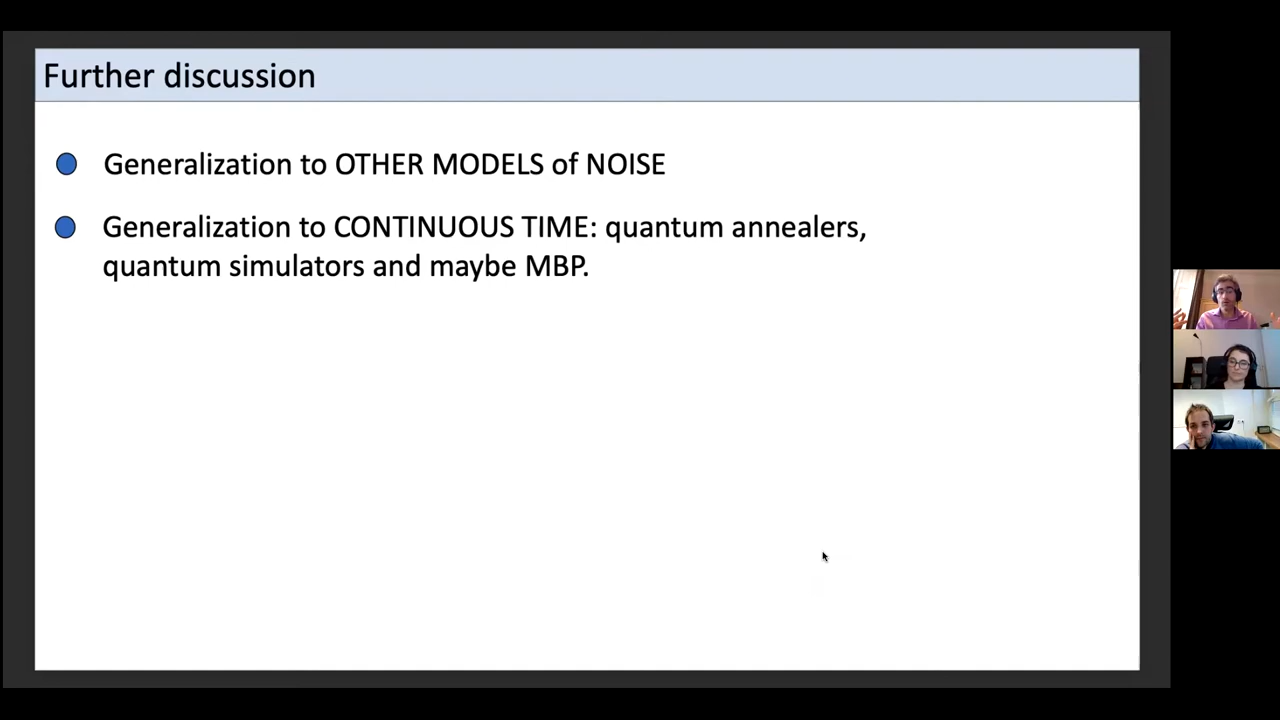 Further discussion
Generalization to OTHER MODELS of NOISE
Generalization to CONTINUOUS TIME: quantum annealers,
quantum simulators and maybe MBP.